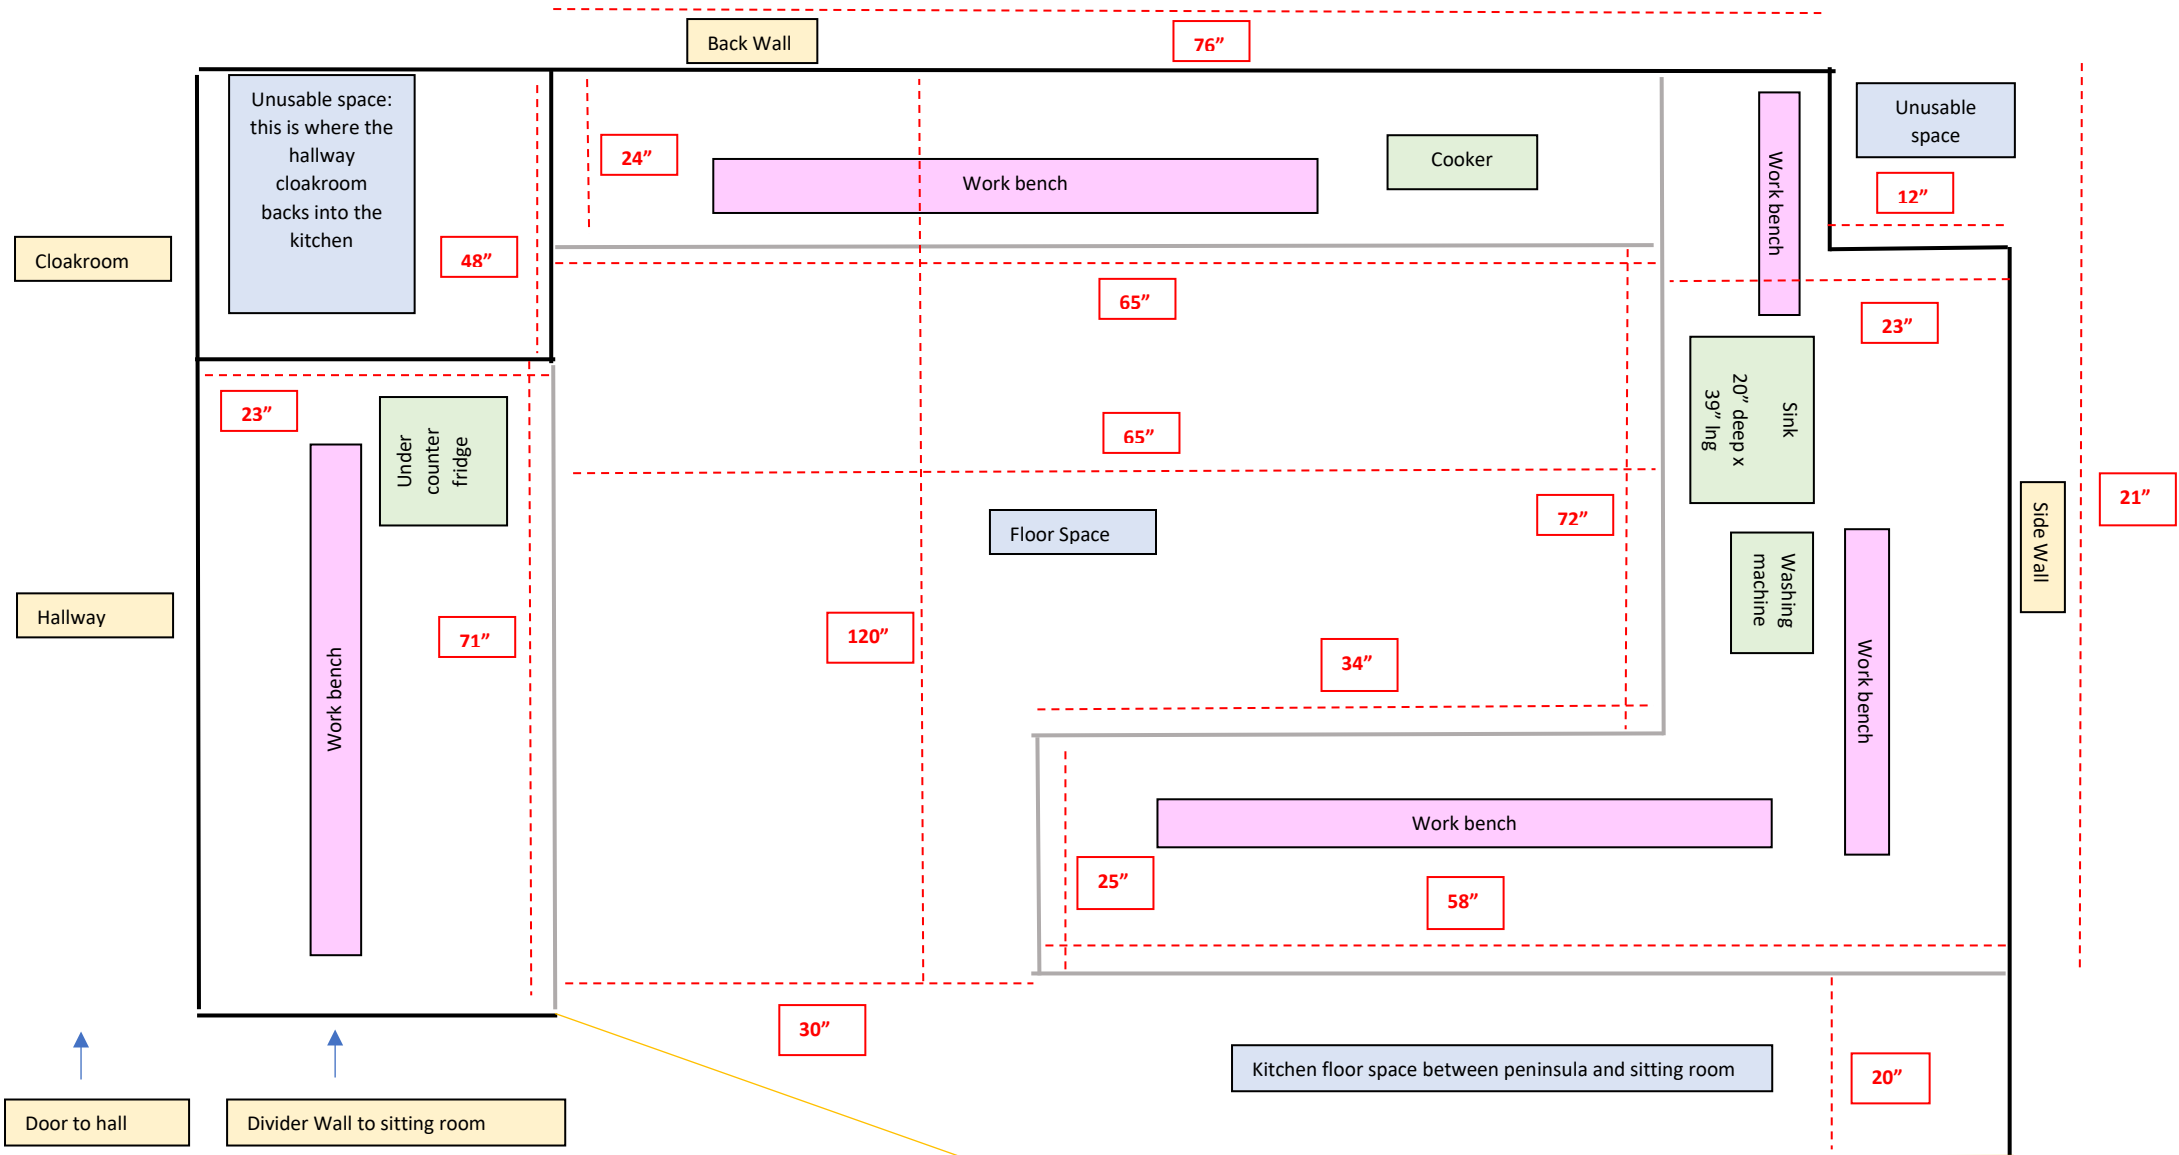 76”
Back Wall
Unusable space:
this is where the
hallway
cloakroom
backs into the
kitchen
48”
24”
Work bench
Cooker
Work bench
Unusable
space
12”
Cloakroom
65”
23”
23”
Under
counter
fridge
65”
Sink
20” deep x
39” lng
72”
Floor Space
Side Wall
21”
Washing
machine
Hallway
71”
120”
34”
Work bench
Work bench
Work bench
25”
58”
30”
Kitchen floor space between peninsula and sitting room
20”
Door to hall
Divider Wall to sitting room